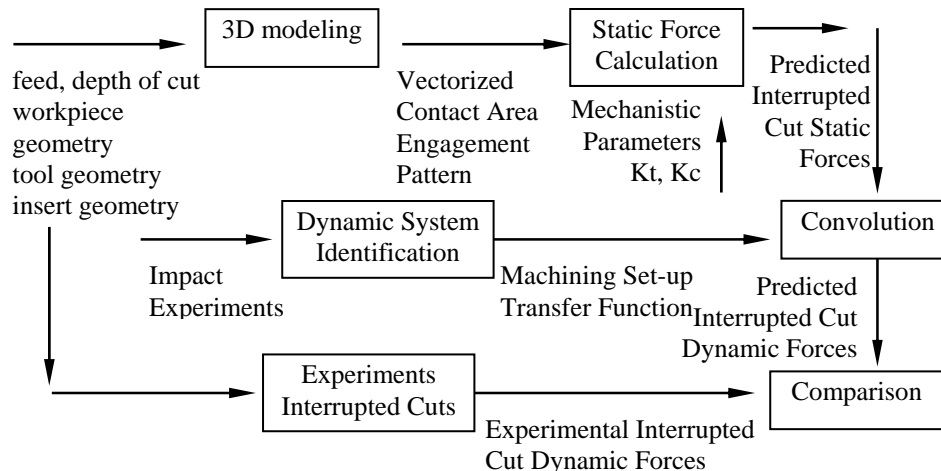 3D modeling
Static Force
Calculation
feed, depth of cut
workpiece
geometry
tool geometry
insert geometry
Vectorized
Contact Area
Engagement
Pattern
Mechanistic
Parameters
Kt, Kc
Predicted
Interrupted
Cut Static
Forces
Dynamic System
Identification
Convolution
Impact
Experiments
Machining Set-up
Transfer Function
Predicted
Interrupted Cut
Dynamic Forces
Experiments
Interrupted Cuts
Comparison
Experimental Interrupted
Cut Dynamic Forces